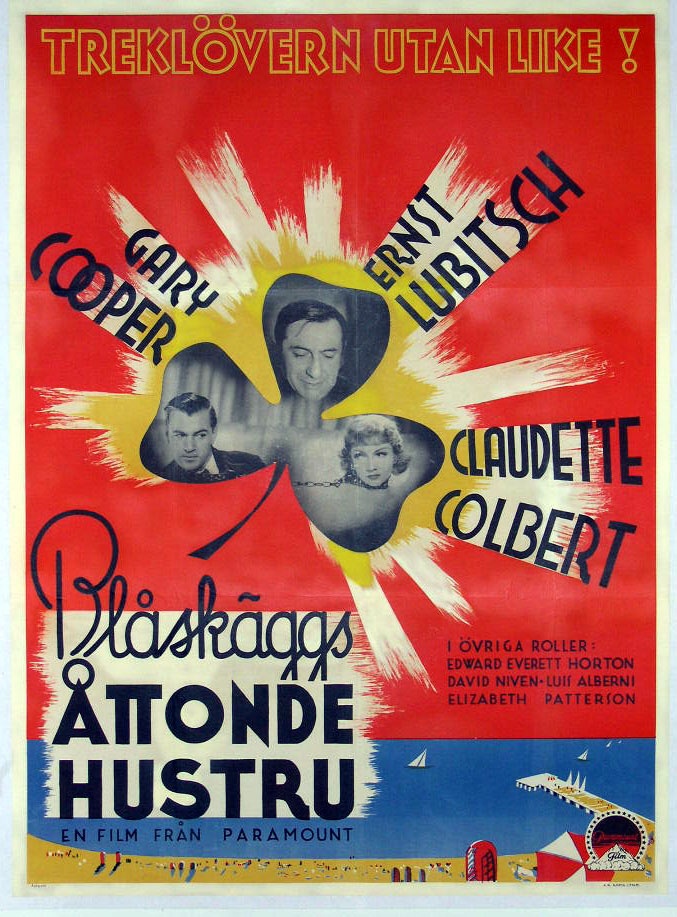 TREKLÖVERN UTAN LIKE!
GARY
COOPER
ERNST
LUBITSCH
CLAUDETTE
COLBERT
Blåskäggs
ÅTTONDE
HUSTRU
EN FILM FRÅN PARAMOUNT
I ÖVRIGA ROLLER:
EDWARD EVERETT HORTON
DAVID NIVEN • LUIS ALBERNI
ELIZABETH PATTERSON
Paramount
Film